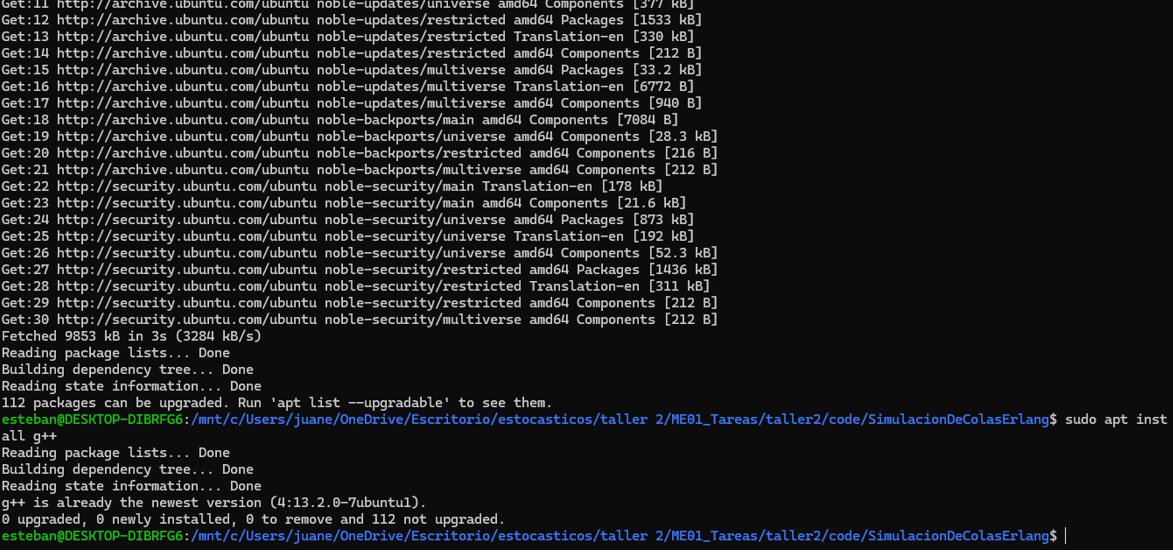 Get:11 http://archive.ubuntu.com/ubuntu noble-updates/universe amd64 Components [377 kB]
Get:12 http://archive.ubuntu.com/ubuntu noble-updates/restricted amd64 Packages [1533 kB]
Get:13 http://archive.ubuntu.com/ubuntu noble-updates/restricted Translation-en [330 kB]
Get:14 http://archive.ubuntu.com/ubuntu noble-updates/restricted amd64 Components [212 B]
Get:15 http://archive.ubuntu.com/ubuntu noble-updates/multiverse amd64 Packages [33.2 kB]
Get:16 http://archive.ubuntu.com/ubuntu noble-updates/multiverse Translation-en [6772 B]
Get:17 http://archive.ubuntu.com/ubuntu noble-updates/multiverse amd64 Components [940 B]
Get:18 http://archive.ubuntu.com/ubuntu noble-backports/main amd64 Components [7084 B]
Get:19 http://archive.ubuntu.com/ubuntu noble-backports/universe amd64 Components [28.3 kB]
Get:20 http://archive.ubuntu.com/ubuntu noble-backports/restricted amd64 Components [216 B]
Get:21 http://archive.ubuntu.com/ubuntu noble-backports/multiverse amd64 Components [212 B]
Get:22 http://security.ubuntu.com/ubuntu noble-security/main Translation-en [178 kB]
Get:23 http://security.ubuntu.com/ubuntu noble-security/main amd64 Components [21.6 kB]
Get:24 http://security.ubuntu.com/ubuntu noble-security/universe amd64 Packages [873 kB]
Get:25 http://security.ubuntu.com/ubuntu noble-security/universe Translation-en [192 kB]
Get:26 http://security.ubuntu.com/ubuntu noble-security/universe amd64 Components [52.3 kB]
Get:27 http://security.ubuntu.com/ubuntu noble-security/restricted amd64 Packages [1436 kB]
Get:28 http://security.ubuntu.com/ubuntu noble-security/restricted Translation-en [311 kB]
Get:29 http://security.ubuntu.com/ubuntu noble-security/restricted amd64 Components [212 B]
Get:30 http://security.ubuntu.com/ubuntu noble-security/multiverse amd64 Components [212 B]
Fetched 9853 kB in 3s (3284 kB/s)
Reading package lists... Done
Building dependency tree... Done
Reading state information... Done
112 packages can be upgraded. Run 'apt list --upgradable' to see them.
esteban@DESKTOP-DIBRFG6:/mnt/c/Users/juane/OneDrive/Escritorio/estocasticos/taller 2/ME01_Tareas/taller2/code/SimulacionDeColasErlang$ sudo apt inst
all g++
Reading package lists... Done
Building dependency tree... Done
Reading state information... Done
g++ is already the newest version (4:13.2.0-7ubuntu1).
0 upgraded, 0 newly installed, 0 to remove and 112 not upgraded.
esteban@DESKTOP-DIBRFG6:/mnt/c/Users/juane/OneDrive/Escritorio/estocasticos/taller 2/ME01_Tareas/taller2/code/SimulacionDeColasErlang$